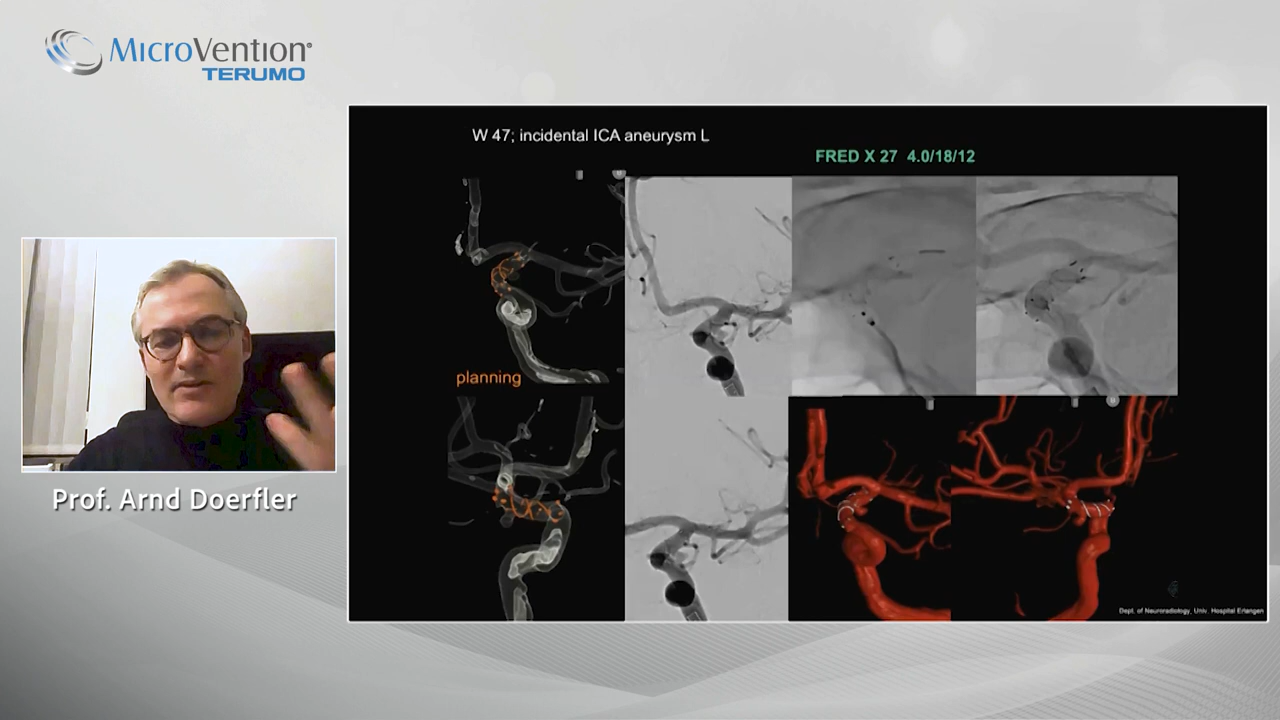 MICROVENTION®
TERUMO
W 47; incidental ICA aneurysm L
FRED X 27 4.0/18/12
planning
Prof. Arnd Doerfler
Dept. of Neuroradiology, Univ. Hospital Erlangen